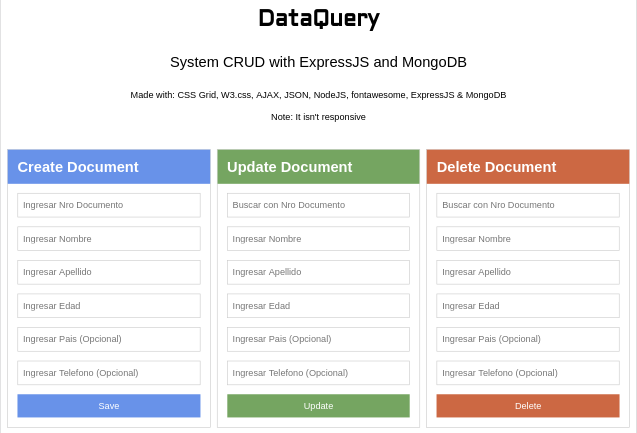 DataQuery
System CRUD with ExpressJS and MongoDB
Made with: CSS Grid, W3.css, AJAX, JSON, NodeJS, fontawesome, ExpressJS & MongoDB
Note: It isn't responsive
Create Document
Ingresar Nro Documento
Ingresar Nombre
Ingresar Apellido
Ingresar Edad
Ingresar Pais (Opcional)
Ingresar Telefono (Opcional)
Save
Update Document
Buscar con Nro Documento
Ingresar Nombre
Ingresar Apellido
Ingresar Edad
Ingresar Pais (Opcional)
Ingresar Telefono (Opcional)
Update
Delete Document
Buscar con Nro Documento
Ingresar Nombre
Ingresar Apellido
Ingresar Edad
Ingresar Pais (Opcional)
Ingresar Telefono (Opcional)
Delete